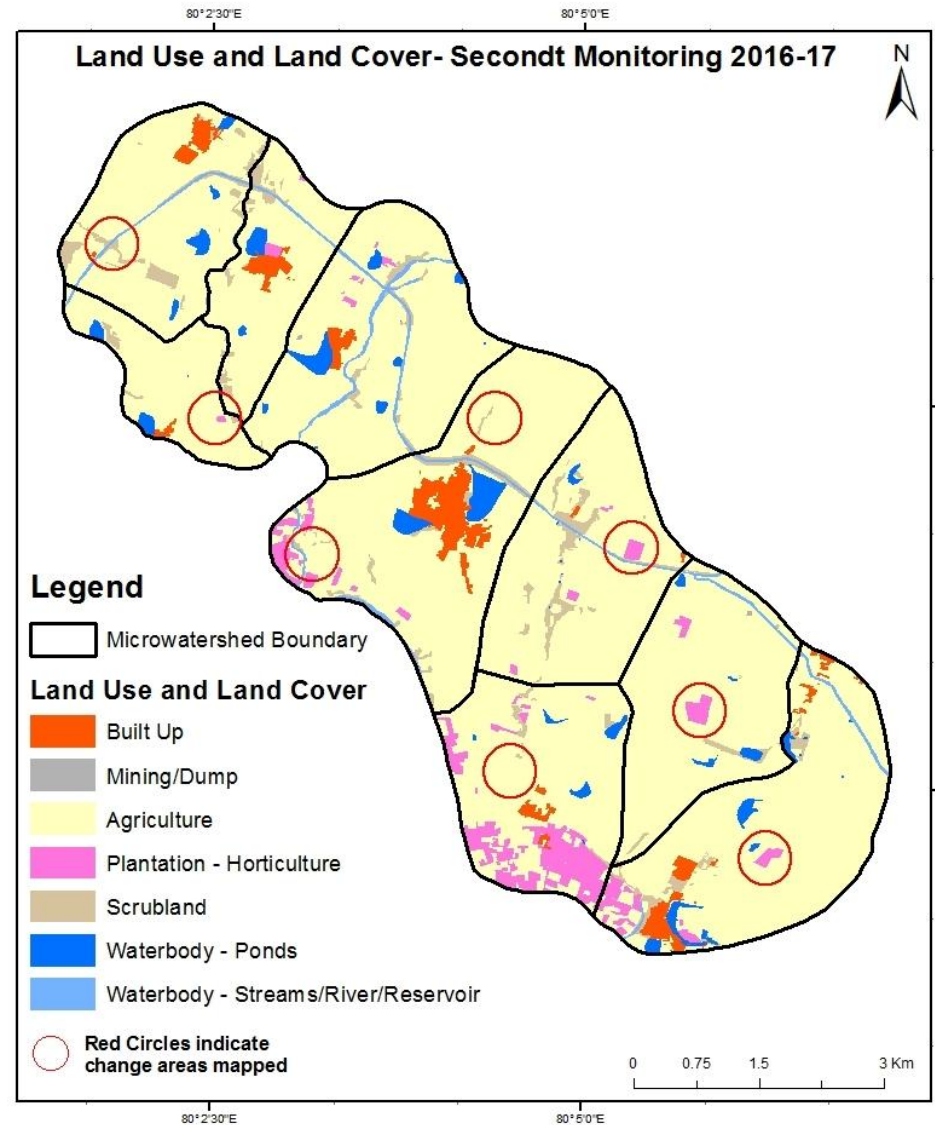 80°2'30"E 80°5'0"E
Land Use and Land Cover- Secondt Monitoring 2016-17
N
Legend
Microwatershed Boundary
Land Use and Land Cover
Built Up
Mining/Dump
Agriculture
Plantation - Horticulture
Scrubland
Waterbody - Ponds
Waterbody - Streams/River/Reservoir
Red Circles indicate
change areas mapped
0 0.75 1.5 3 Km
80°2'30"E 80°5'0"E